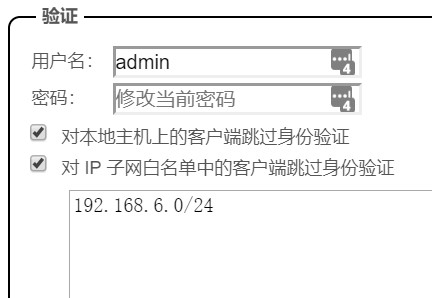 验证
用户名： admin
密码： 修改当前密码
对本地主机上的客户端跳过身份验证
对 IP 子网白名单中的客户端跳过身份验证
192.168.6.0/24